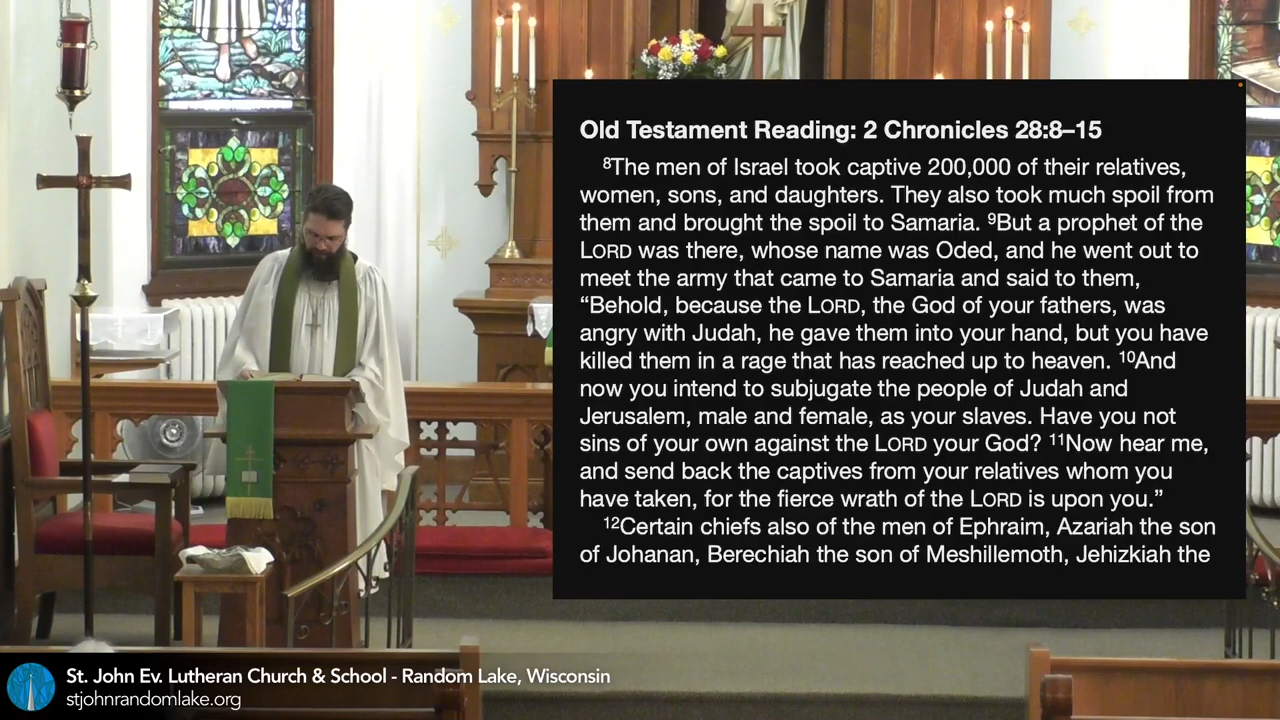 Old Testament Reading: 2 Chronicles 28:8–15
⁸The men of Israel took captive 200,000 of their relatives,
women, sons, and daughters. They also took much spoil from
them and brought the spoil to Samaria. ⁹But a prophet of the
LORD was there, whose name was Oded, and he went out to
meet the army that came to Samaria and said to them,
“Behold, because the LORD, the God of your fathers, was
angry with Judah, he gave them into your hand, but you have
killed them in a rage that has reached up to heaven. ¹⁰And
now you intend to subjugate the people of Judah and
Jerusalem, male and female, as your slaves. Have you not
sins of your own against the LORD your God? ¹¹Now hear me,
and send back the captives from your relatives whom you
have taken, for the fierce wrath of the LORD is upon you.”
¹²Certain chiefs also of the men of Ephraim, Azariah the son
of Johanan, Berechiah the son of Meshillemoth, Jehizkiah the
St. John Ev. Lutheran Church & School - Random Lake, Wisconsin
stjohnrandomlake.org